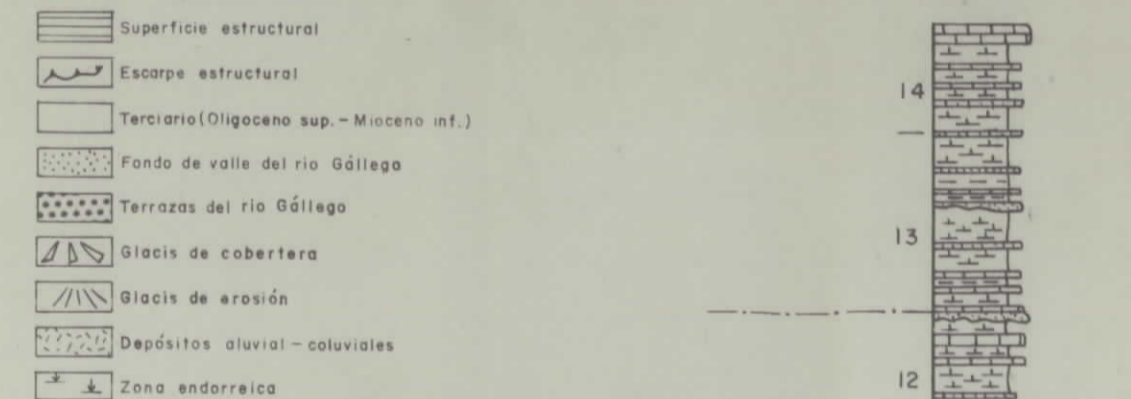 Superficie estructural
Escarpe estructural
Terciario (Oligoceno sup. - Mioceno inf.)
Fondo de valle del rio Gállego
Terrazas del rio Gállego
Glacis de cobertera
Glacis de erosión
Depósitos aluvial - coluviales
Zona endorreica
14
13
12